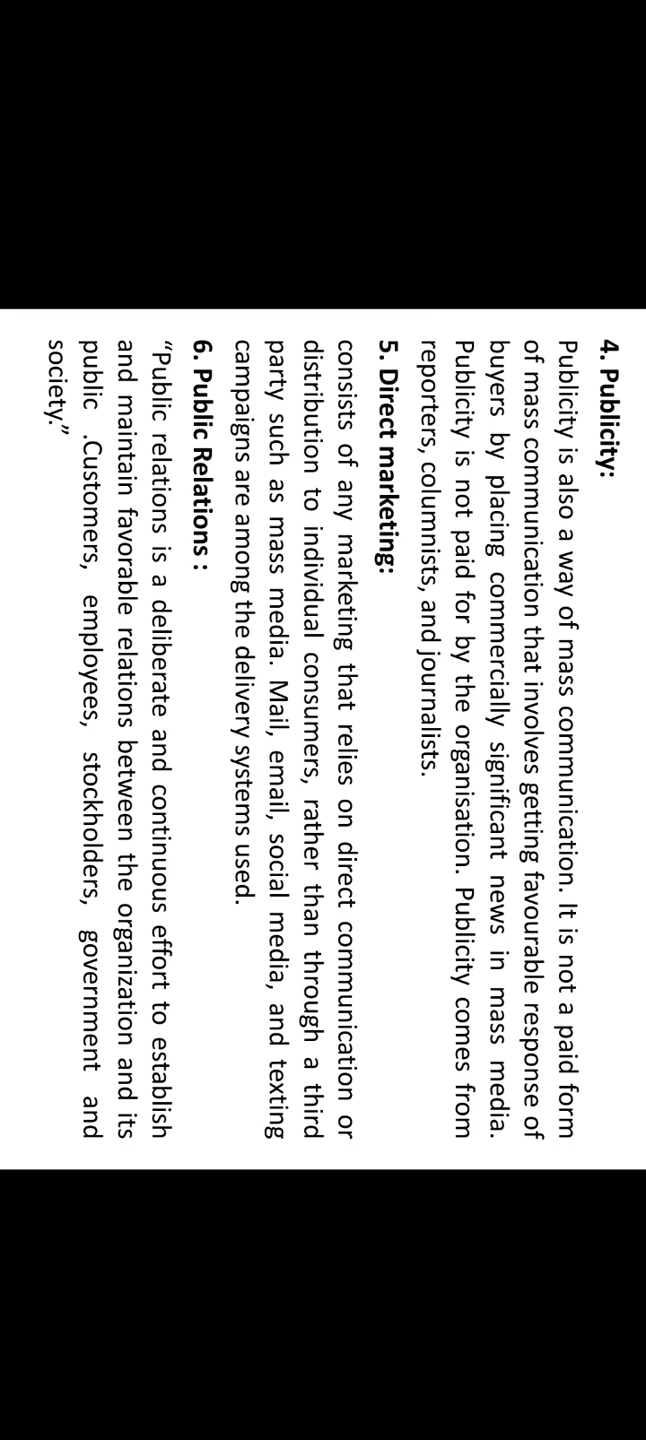 4. Publicity:
Publicity is also a way of mass communication. It is not a paid form
of mass communication that involves getting favourable response of
buyers by placing commercially significant news in mass media.
Publicity is not paid for by the organisation. Publicity comes from
reporters, columnists, and journalists.
5. Direct marketing:
consists of any marketing that relies on direct communication or
distribution to individual consumers, rather than through a third
party such as mass media. Mail, email, social media, and texting
campaigns are among the delivery systems used.
6. Public Relations :
“Public relations is a deliberate and continuous effort to establish
and maintain favorable relations between the organization and its
public .Customers, employees, stockholders, government and
society.”